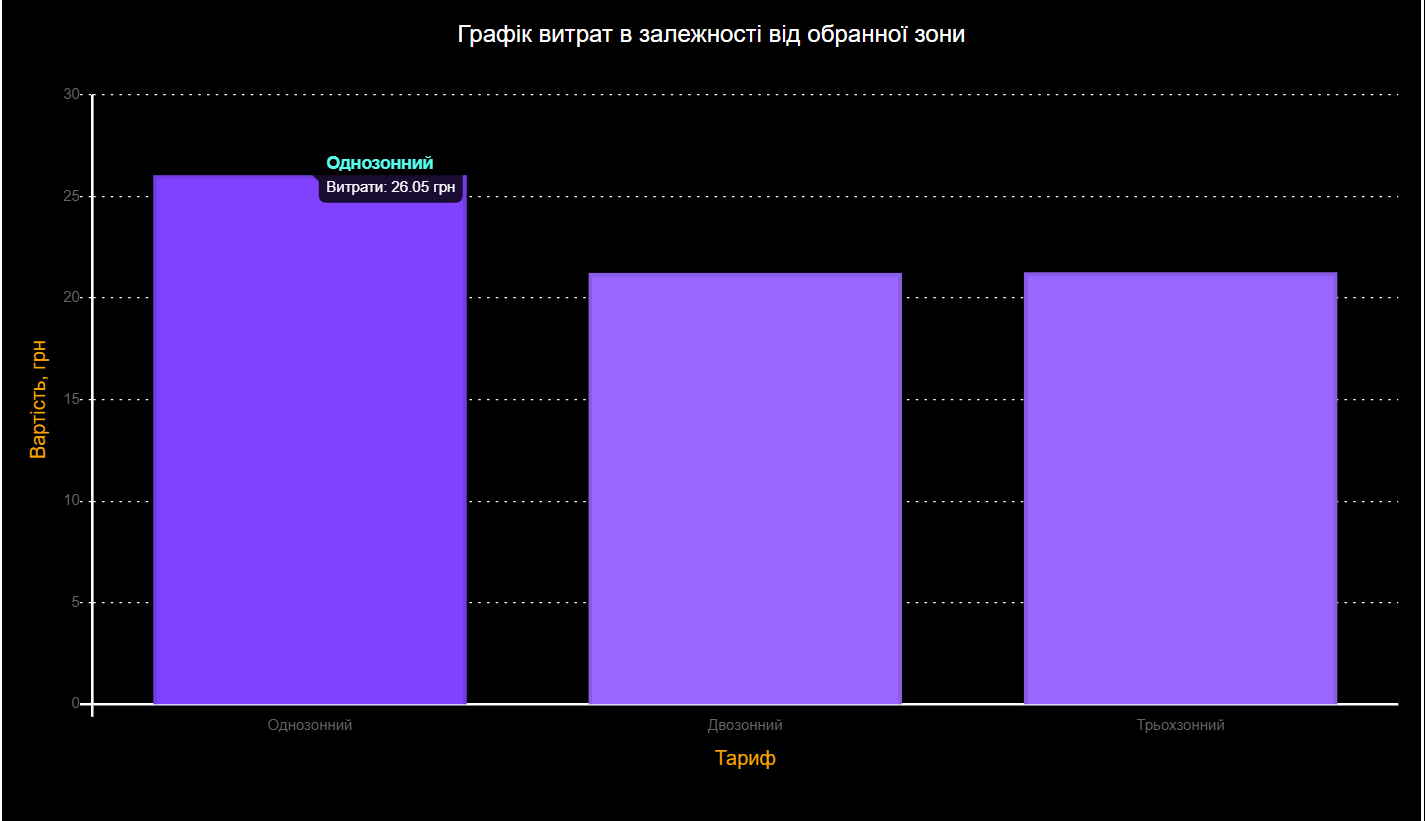 Графік витрат в залежності від обранної зони
30
Однозонний
Витрати: 26.05 грн
25
20
15
10
5
0
Вартість, грн
Однозонний
Двозонний
Трьохзонний
Тариф